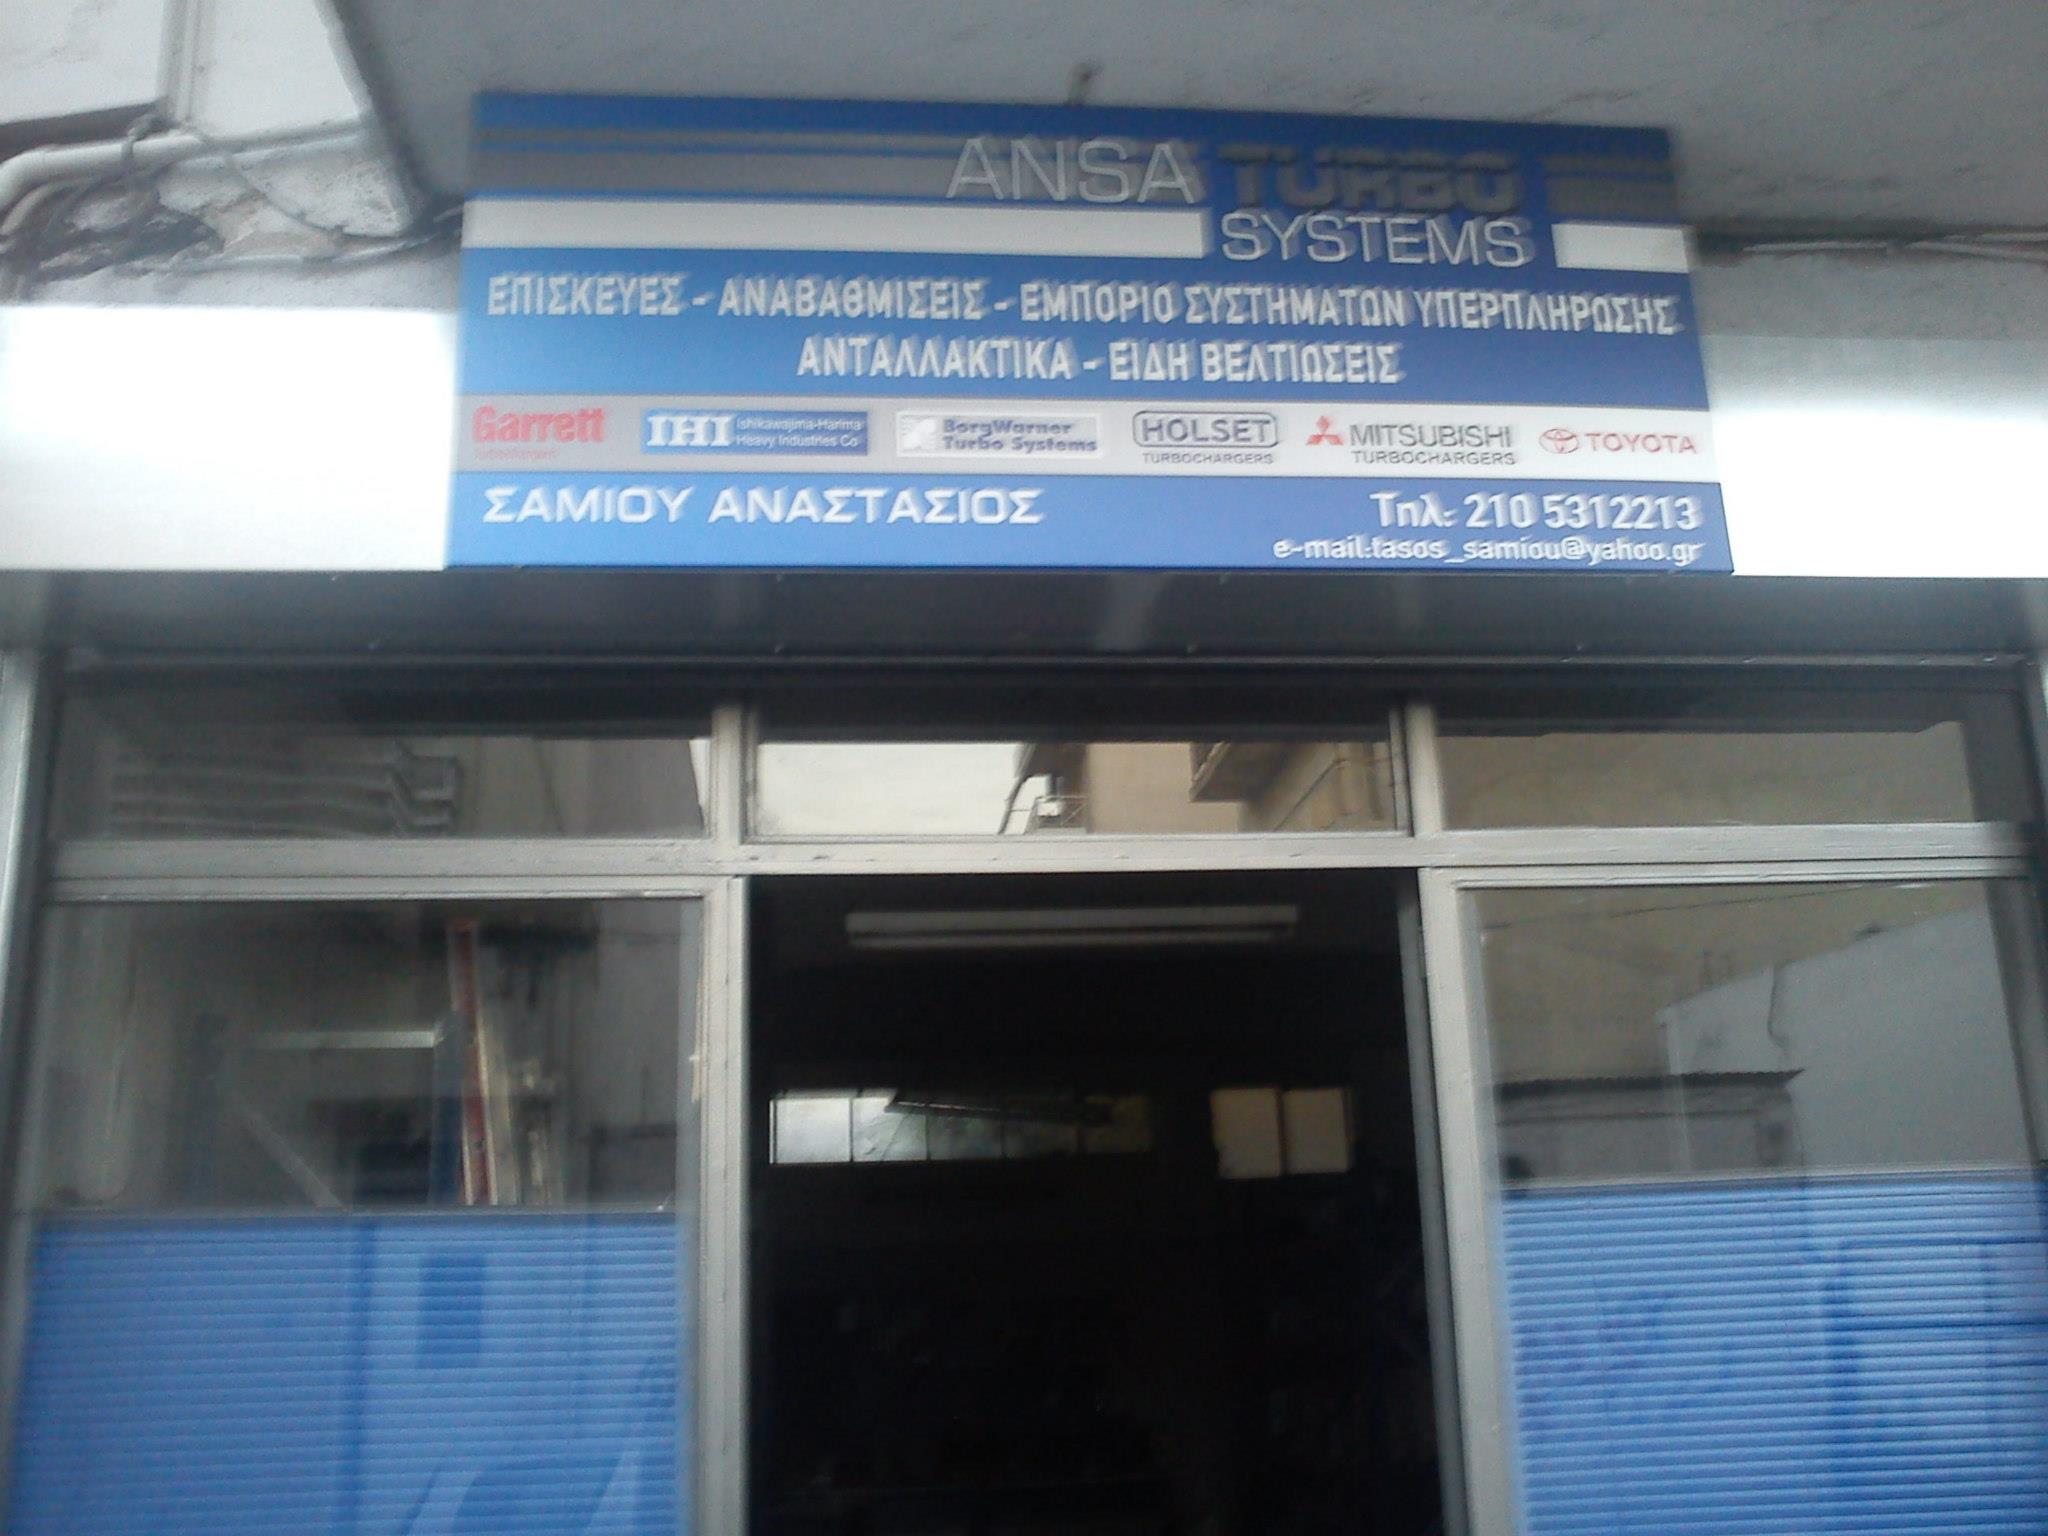 ANSA TURBO
SYSTEMS
ΕΠΙΣΚΕΥΕΣ - ΑΝΑΒΑΘΜΙΣΕΙΣ - ΕΜΠΟΡΙΟ ΣΥΣΤΗΜΑΤΩΝ ΥΠΕΡΠΛΗΡΩΣΗΣ
ΑΝΤΑΛΛΑΚΤΙΚΑ - ΕΙΔΗ ΒΕΛΤΙΩΣΕΙΣ
Garrett
IHI Ishikawajima-Harima
Heavy Industries Co
BorgWarner
Turbo Systems
HOLSET
TURBOCHARGERS
MITSUBISHI
TURBOCHARGERS
TOYOTA
ΣΑΜΙΟΥ ΑΝΑΣΤΑΣΙΟΣ
Τηλ: 210 5312213
e-mail:tasos_samiou@yahoo.gr